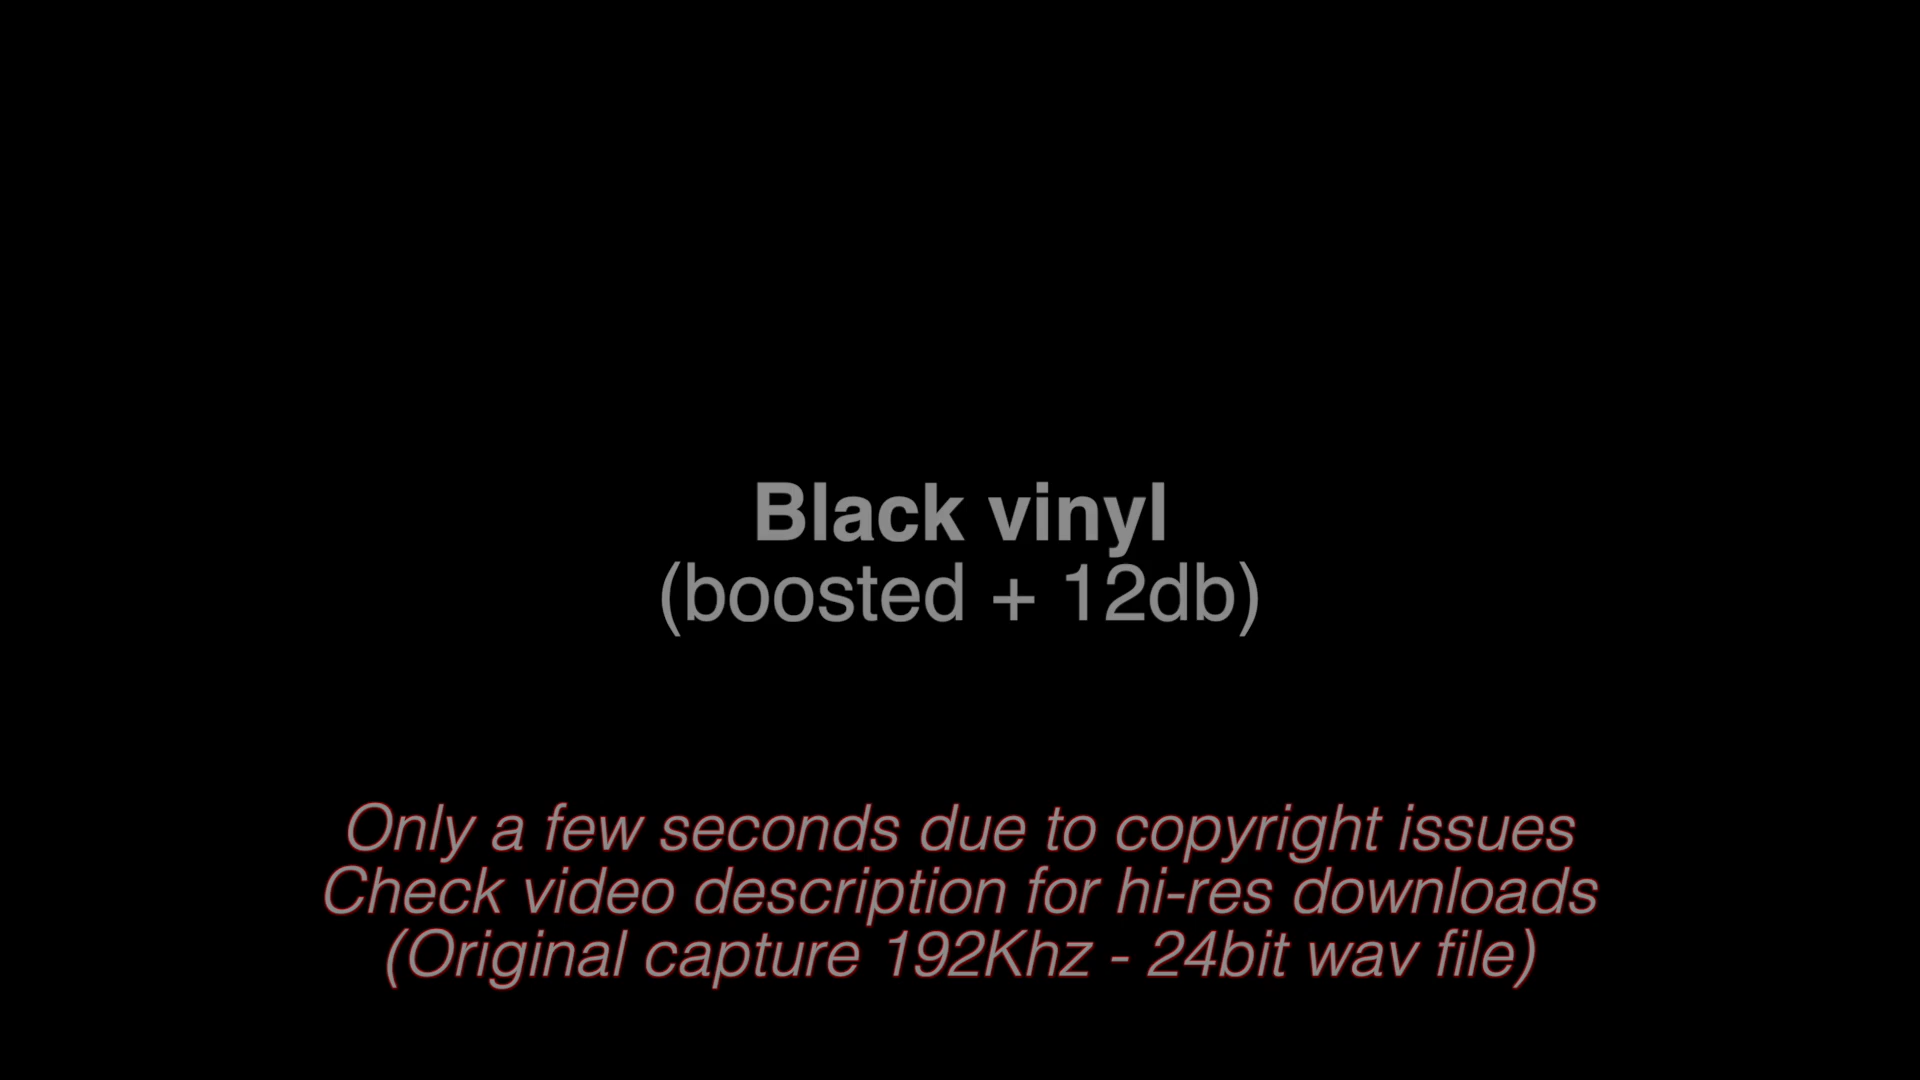 Black vinyl
(boosted + 12db)
Only a few seconds due to copyright issues
Check video description for hi-res downloads
(Original capture 192Khz - 24bit wav file)